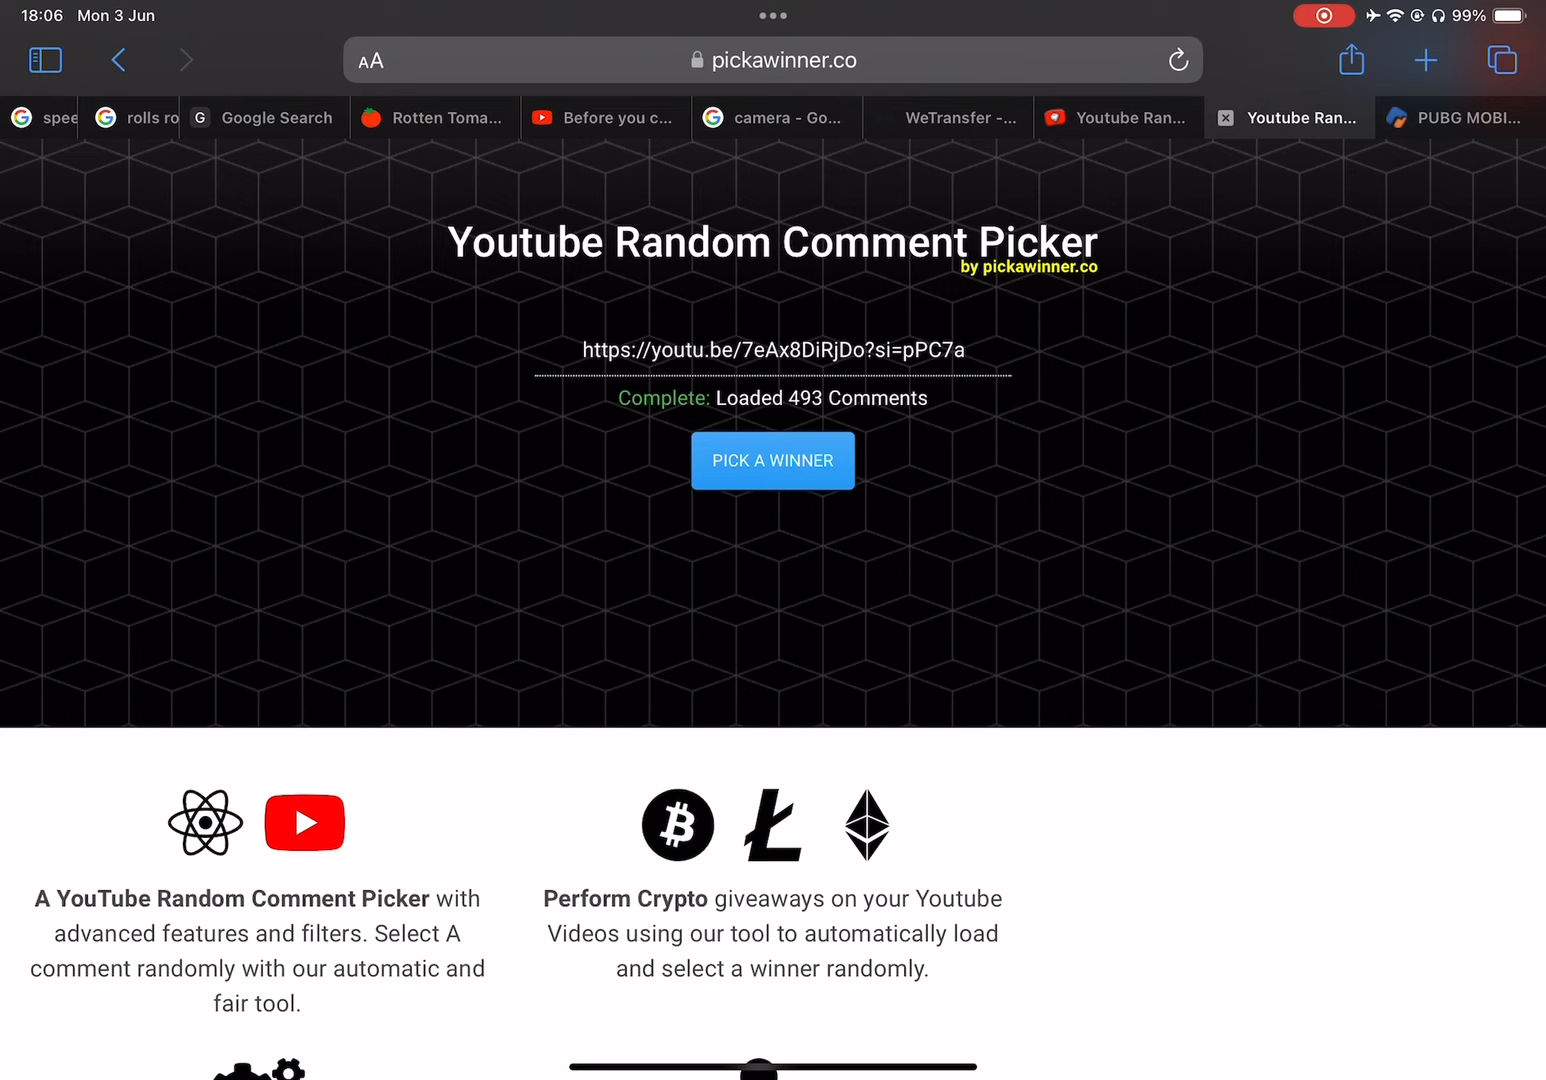 18:06 Mon 3 Jun
99%
AA
pickawinner.co
spee
rolls ro
G Google Search
Rotten Toma...
Before you c...
camera - Go...
WeTransfer -...
Youtube Ran...
Youtube Ran...
PUBG MOBI...
Youtube Random Comment Picker
by pickawinner.co
https://youtu.be/7eAx8DiRjDo?si=pPC7a
Complete: Loaded 493 Comments
PICK A WINNER
A YouTube Random Comment Picker with
advanced features and filters. Select A
comment randomly with our automatic and
fair tool.
Perform Crypto giveaways on your Youtube
Videos using our tool to automatically load
and select a winner randomly.